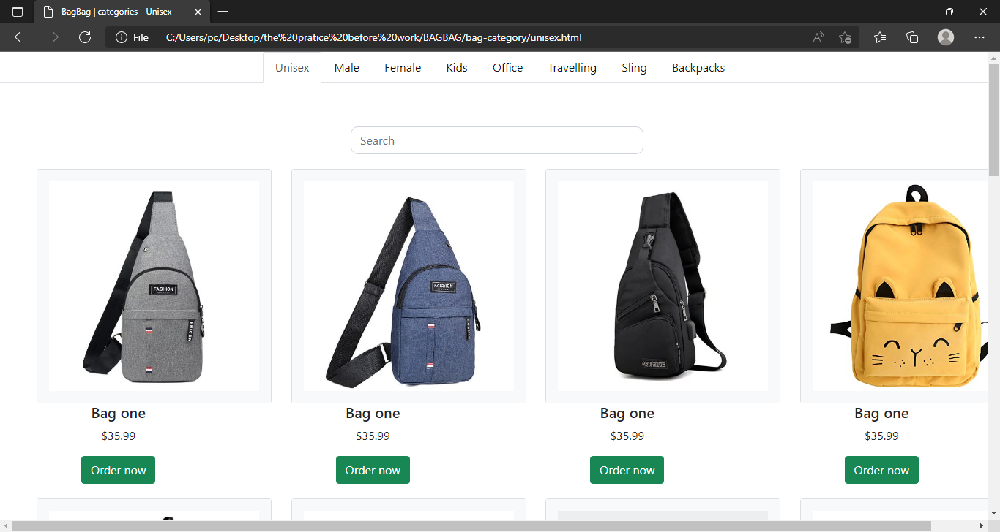 BagBag | categories - Unisex
File
C:/Users/pc/Desktop/the%20pratice%20before%20work/BAGBAG/bag-category/unisex.html
Unisex Male Female Kids Office Travelling Sling Backpacks
Search
FASHION
FASHION
Bag one Bag one Bag one Bag one
$35.99 $35.99 $35.99 $35.99
Order now Order now Order now Order now